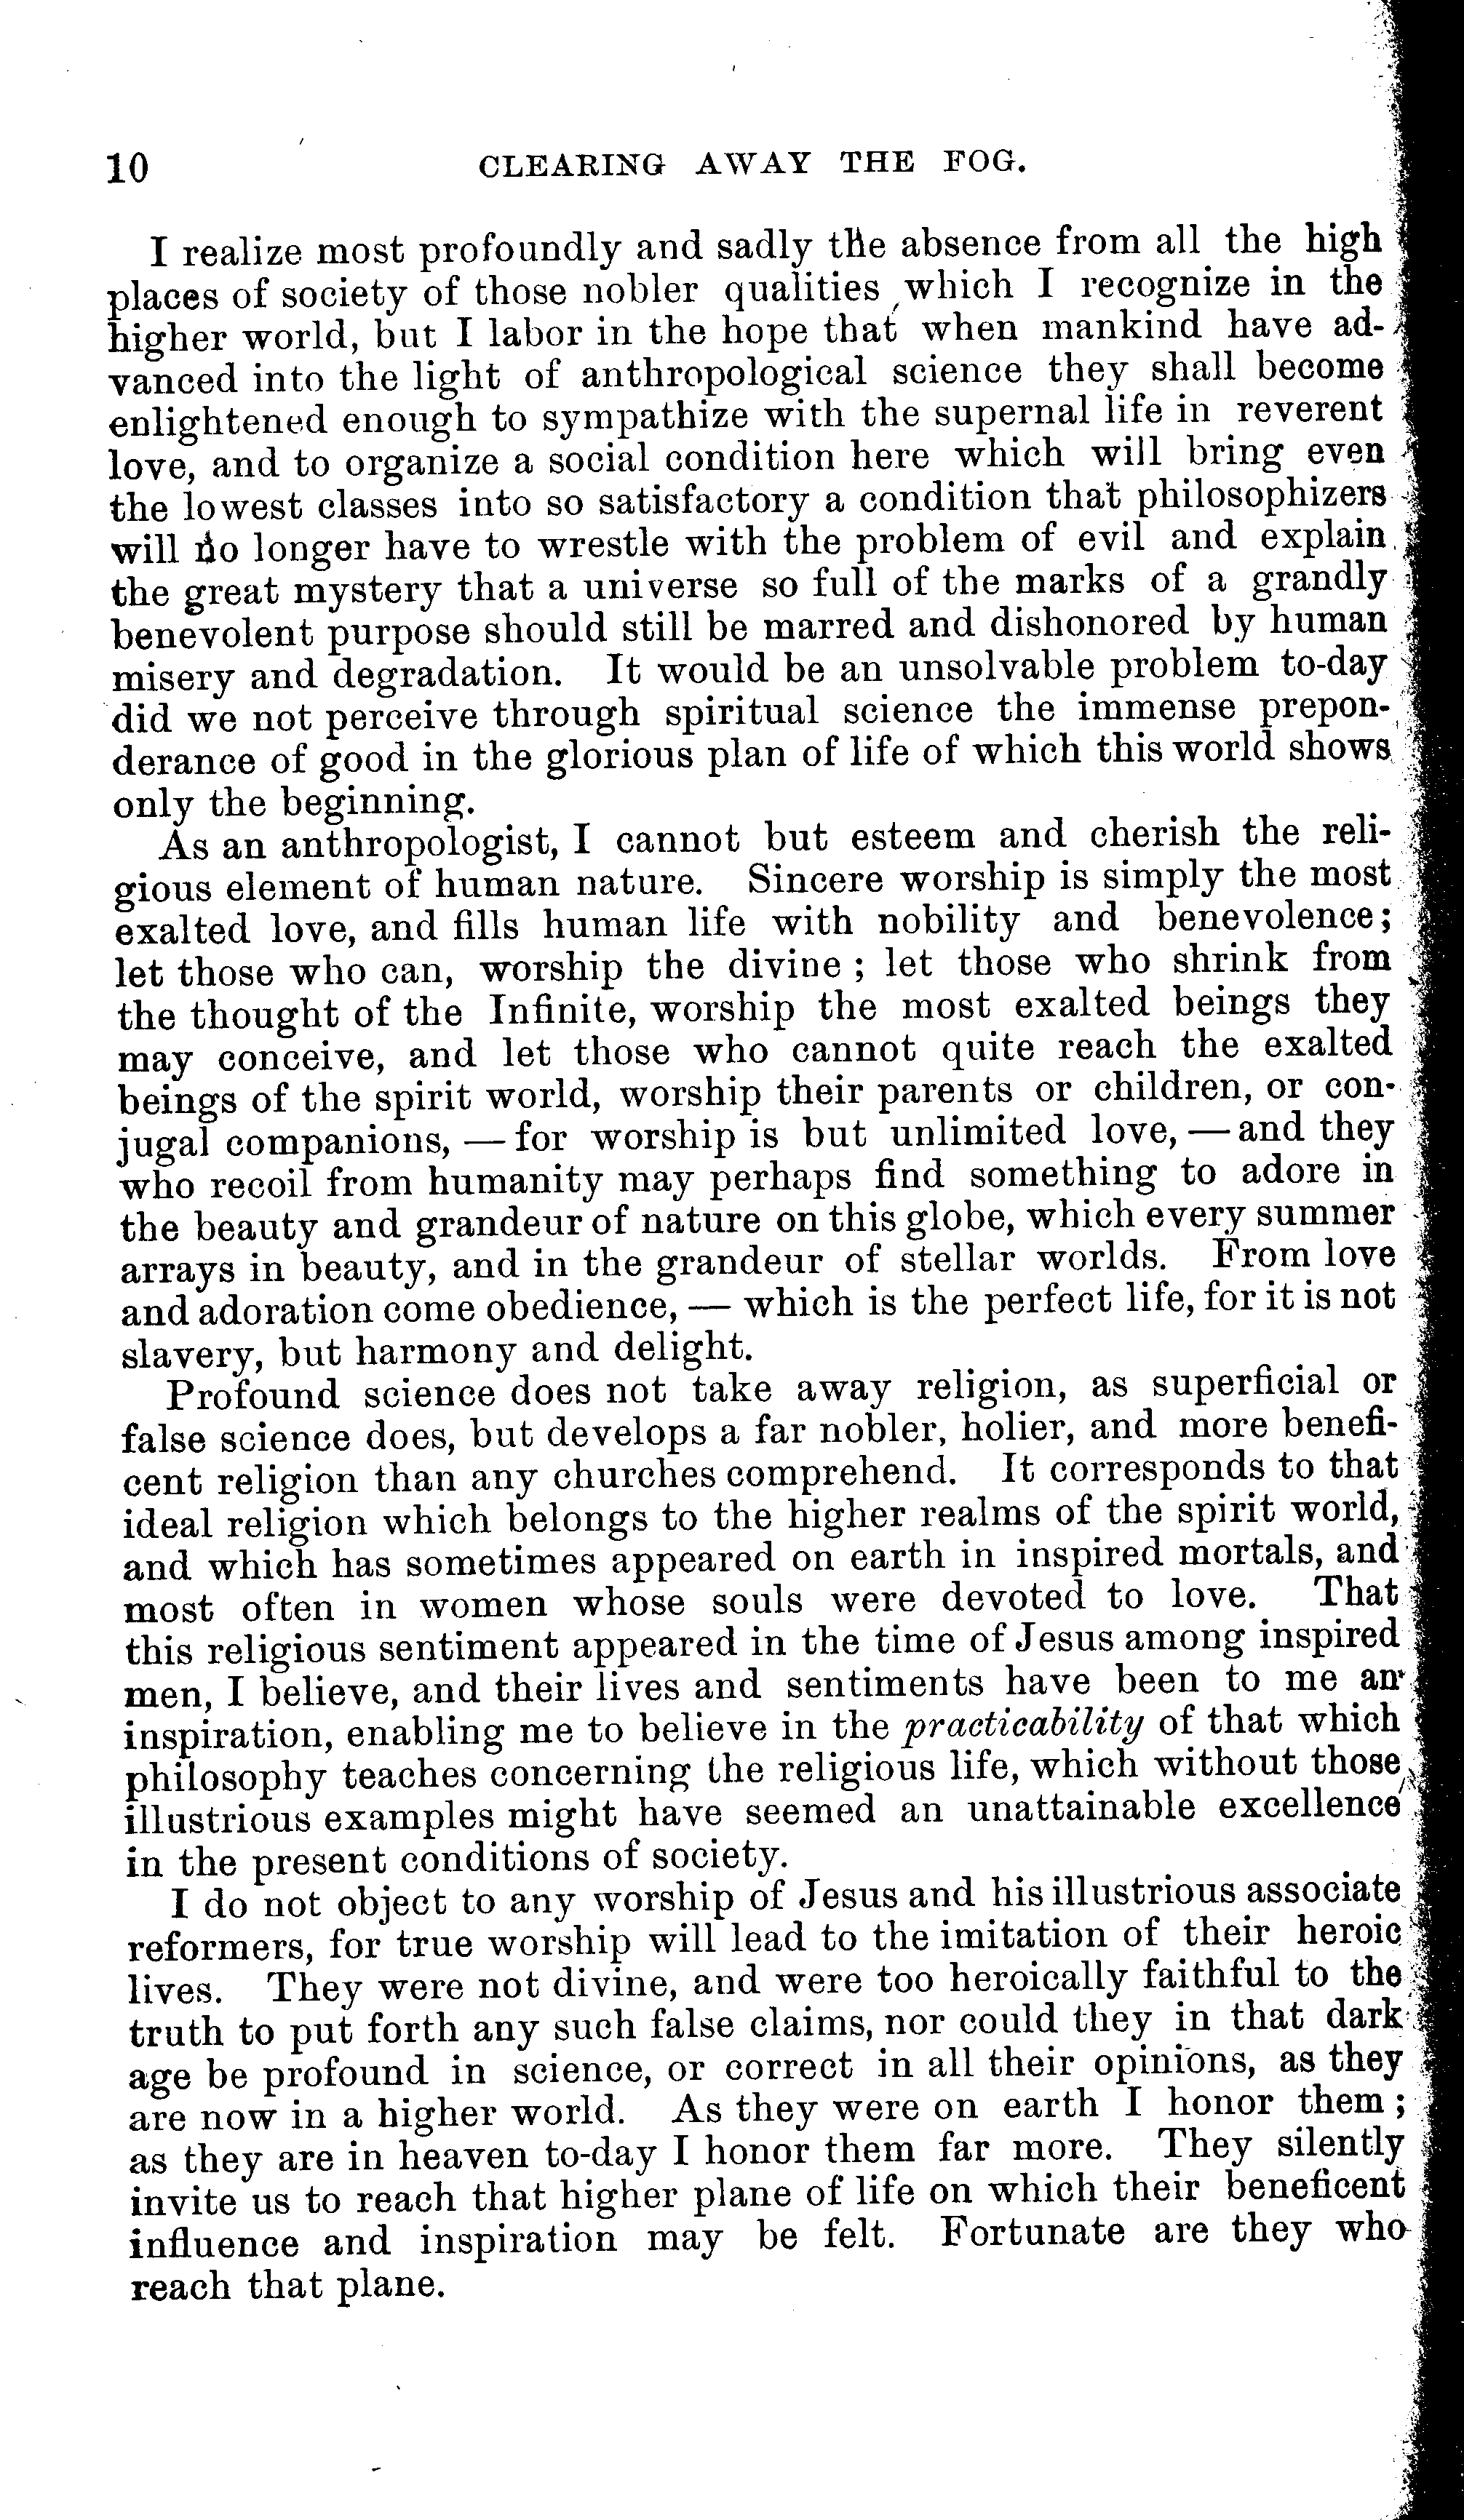 10 CLEARING AWAY THE FOG.
I realize most profoundly and sadly the absence from all the high
places of society of those nobler qualities which I recognize in the
higher world, but I labor in the hope that when mankind have ad-
vanced into the light of anthropological science they shall become
enlightened enough to sympathize with the supernal life in reverent
love, and to organize a social condition here which will bring even
the lowest classes into so satisfactory a condition that philosophizers
will no longer have to wrestle with the problem of evil and explain
the great mystery that a universe so full of the marks of a grandly
benevolent purpose should still be marred and dishonored by human
misery and degradation. It would be an unsolvable problem to-day
did we not perceive through spiritual science the immense prepon-
derance of good in the glorious plan of life of which this world shows
only the beginning.
As an anthropologist, I cannot but esteem and cherish the reli-
gious element of human nature. Sincere worship is simply the most
exalted love, and fills human life with nobility and benevolence;
let those who can, worship the divine ; let those who shrink from
the thought of the Infinite, worship the most exalted beings they
may conceive, and let those who cannot quite reach the exalted
beings of the spirit world, worship their parents or children, or con-
jugal companions, — for worship is but unlimited love, — and they
who recoil from humanity may perhaps find something to adore in
the beauty and grandeur of nature on this globe, which every summer
arrays in beauty, and in the grandeur of stellar worlds. From love
and adoration come obedience, — which is the perfect life, for it is not
slavery, but harmony and delight.
Profound science does not take away religion, as superficial or
false science does, but develops a far nobler, holier, and more benefi-
cent religion than any churches comprehend. It corresponds to that
ideal religion which belongs to the higher realms of the spirit world,
and which has sometimes appeared on earth in inspired mortals, and
most often in women whose souls were devoted to love. That
this religious sentiment appeared in the time of Jesus among inspired
men, I believe, and their lives and sentiments have been to me an
inspiration, enabling me to believe in the practicability of that which
philosophy teaches concerning the religious life, which without those
illustrious examples might have seemed an unattainable excellence
in the present conditions of society.
I do not object to any worship of Jesus and his illustrious associate
reformers, for true worship will lead to the imitation of their heroic
lives. They were not divine, and were too heroically faithful to the
truth to put forth any such false claims, nor could they in that dark
age be profound in science, or correct in all their opinions, as they
are now in a higher world. As they were on earth I honor them ;
as they are in heaven to-day I honor them far more. They silently
invite us to reach that higher plane of life on which their beneficent
influence and inspiration may be felt. Fortunate are they who
reach that plane.